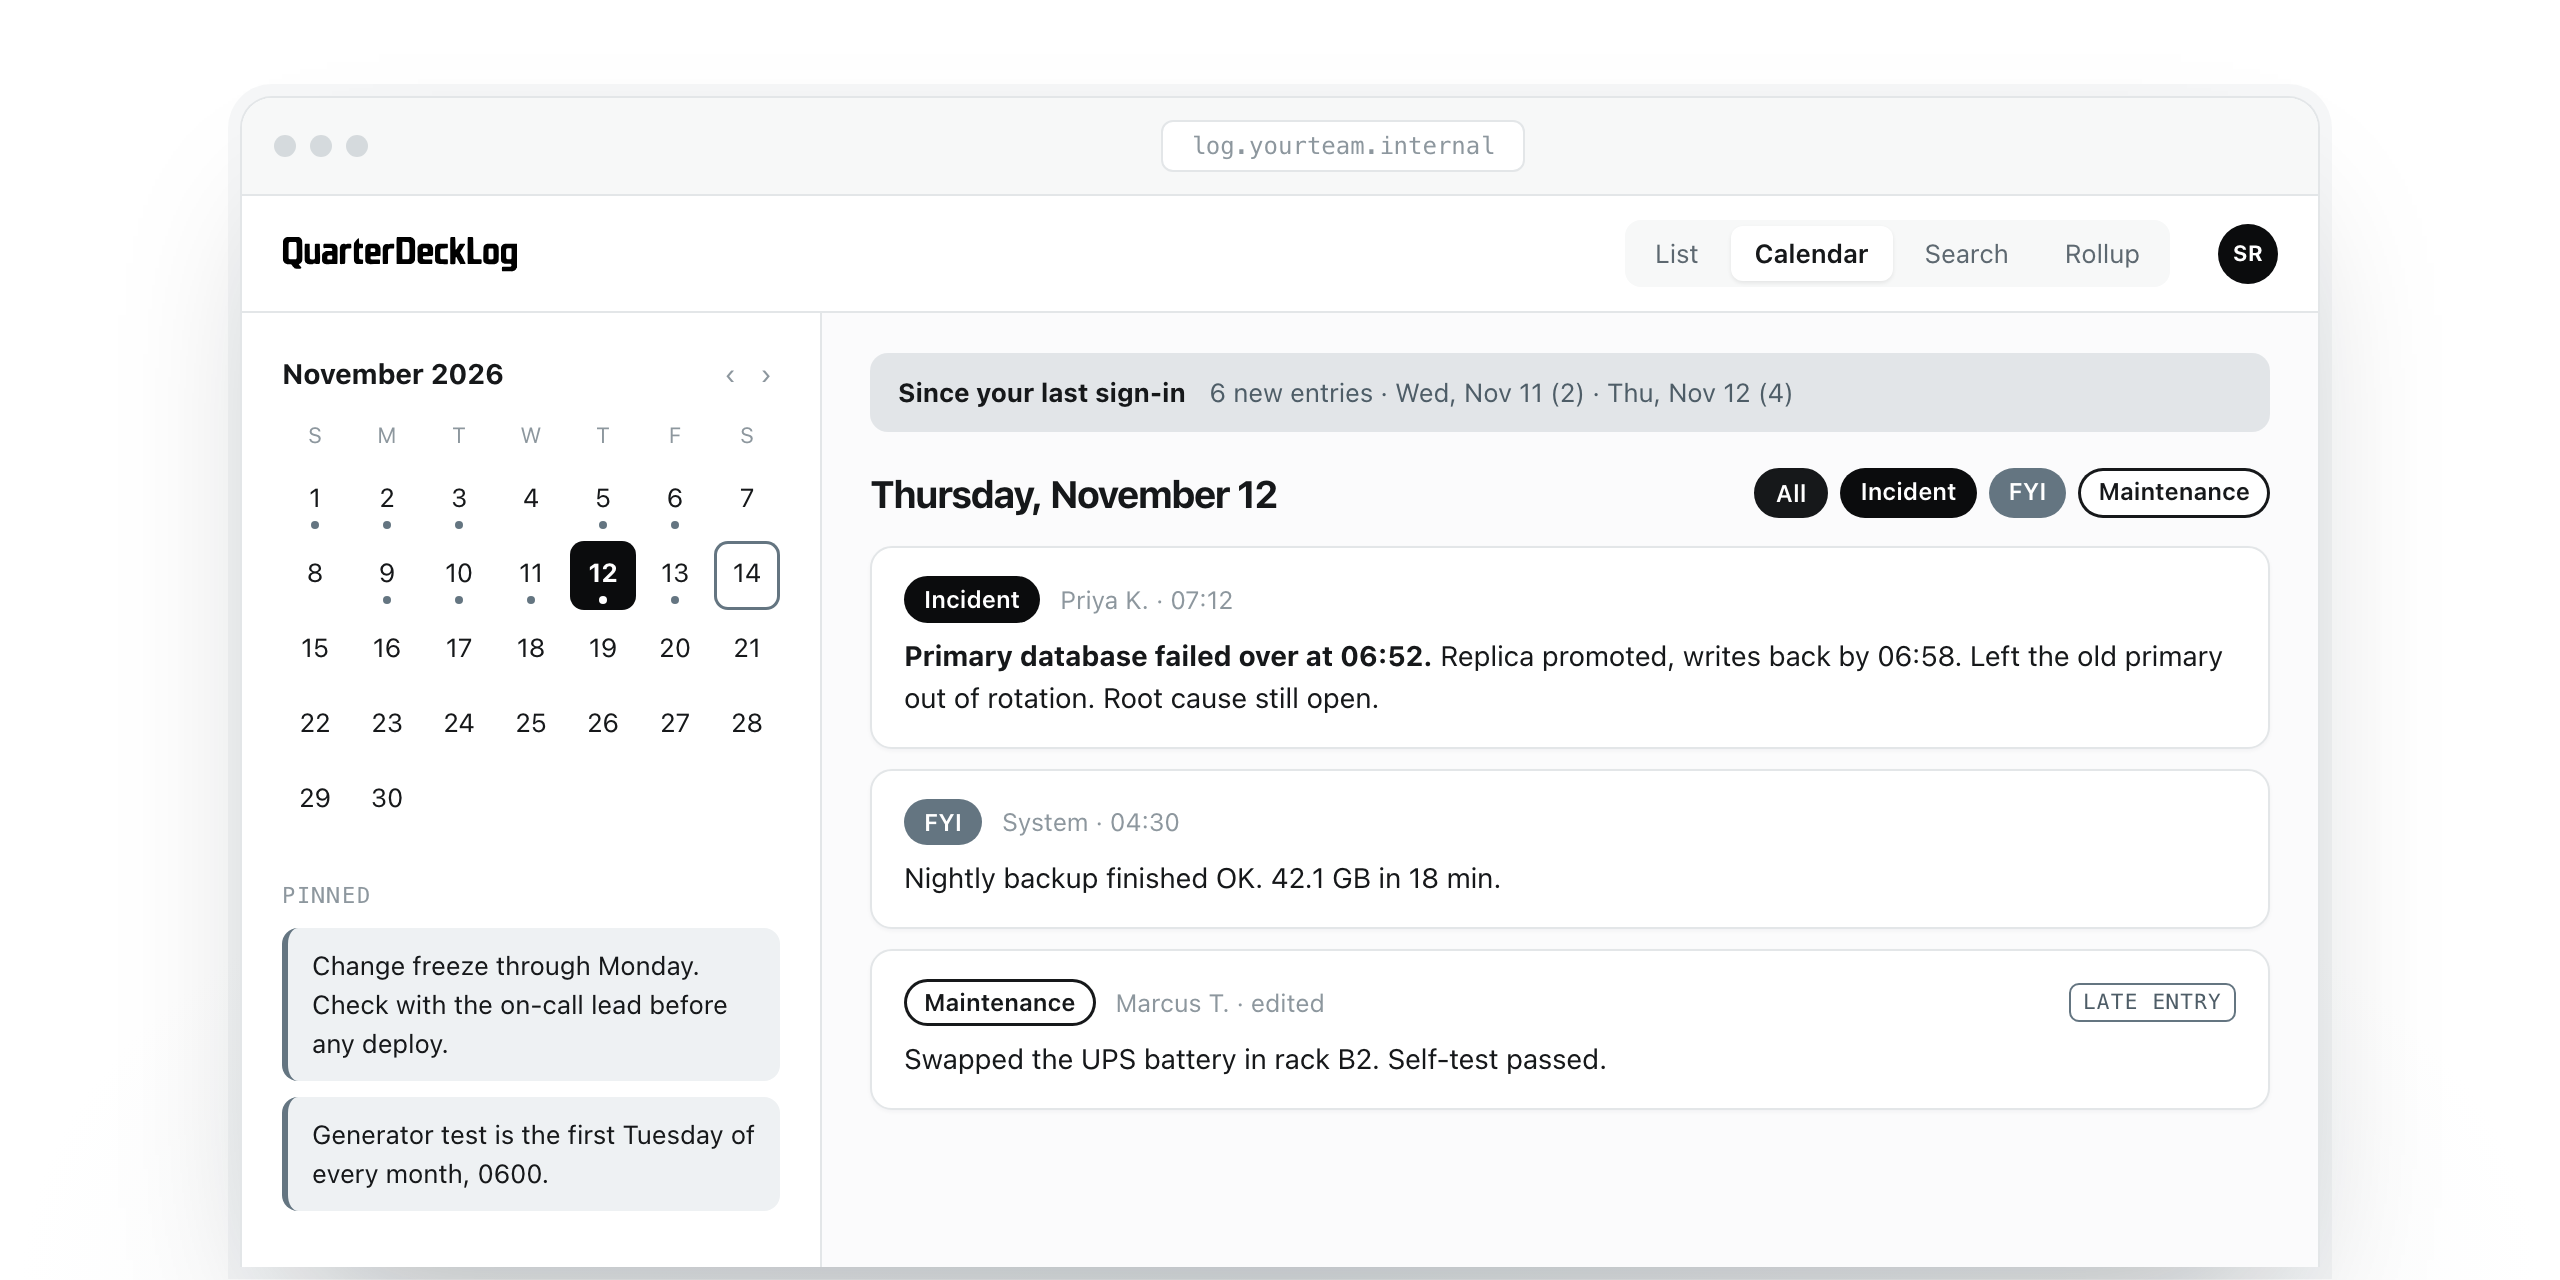 log.yourteam.internal
QuarterDeckLog
List Calendar Search Rollup SR
November 2026 ‹ ›
S M T W T F S
1 2 3 4 5 6 7
8 9 10 11 12 13 14
15 16 17 18 19 20 21
22 23 24 25 26 27 28
29 30
PINNED
Change freeze through Monday.
Check with the on-call lead before
any deploy.
Generator test is the first Tuesday of
every month, 0600.
Since your last sign-in 6 new entries · Wed, Nov 11 (2) · Thu, Nov 12 (4)
Thursday, November 12 All Incident FYI Maintenance
Incident Priya K. · 07:12
Primary database failed over at 06:52. Replica promoted, writes back by 06:58. Left the old primary
out of rotation. Root cause still open.
FYI System · 04:30
Nightly backup finished OK. 42.1 GB in 18 min.
Maintenance Marcus T. · edited LATE ENTRY
Swapped the UPS battery in rack B2. Self-test passed.